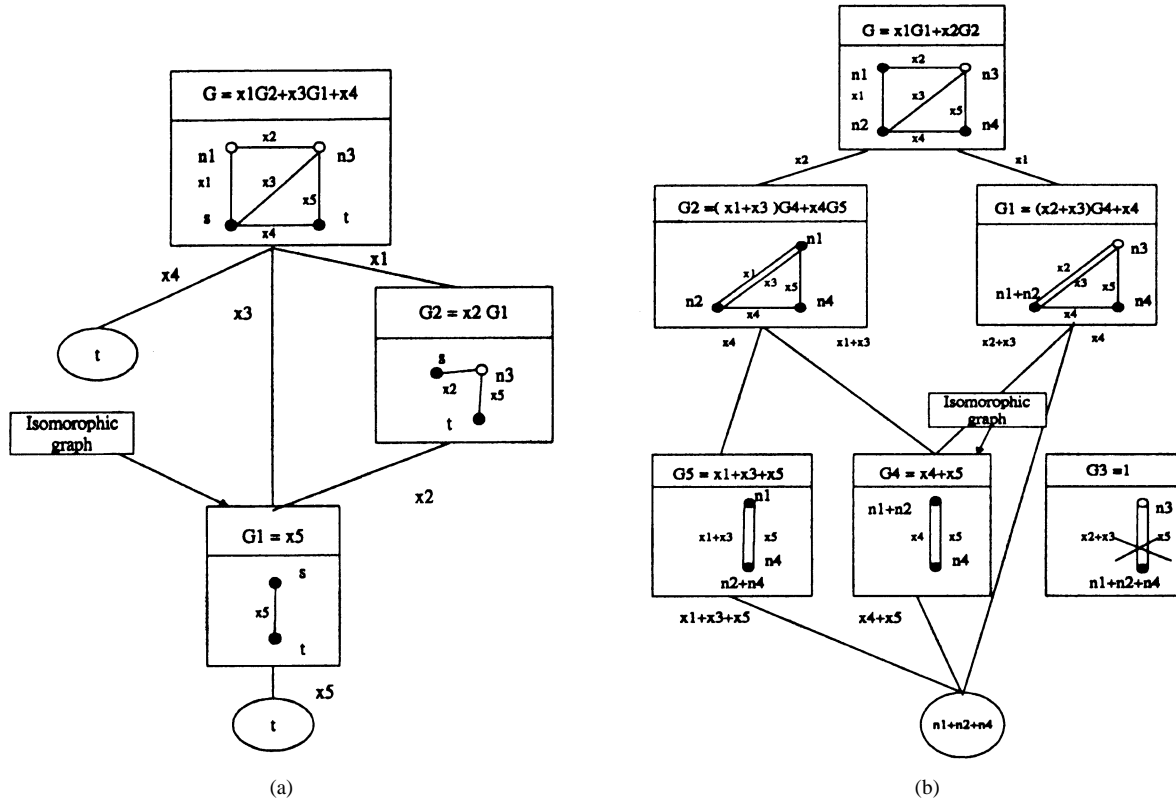 G = x1G2+x3G1+x4
x2
n1
n3
x1
x3
x5
s
t
x4
x4
x3
x1
t
G2 = x2 G1
s
n3
x2
x5
t
Isomorophic
graph
x2
G1 = x5
s
x5
t
x5
t
(a)
G = x1G1+x2G2
x2
n1
n3
x1
x3
x5
n2
n4
x4
x2
x1
G2 =( x1+x3 )G4+x4G5
n1
x1
x3
x5
n2
n4
x4
G1 = (x2+x3)G4+x4
n3
x2
x3
x5
n1+n2
n4
x4
x4
x1+x3
x2+x3
x4
Isomorophic
graph
G5 = x1+x3+x5
n1
x1+x3
x5
n4
n2+n4
G4 = x4+x5
n1+n2
x4
x5
n4
G3 =1
n3
x2+x3
x5
n1+n2+n4
x1+x3+x5
x4+x5
n1+n2+n4
(b)